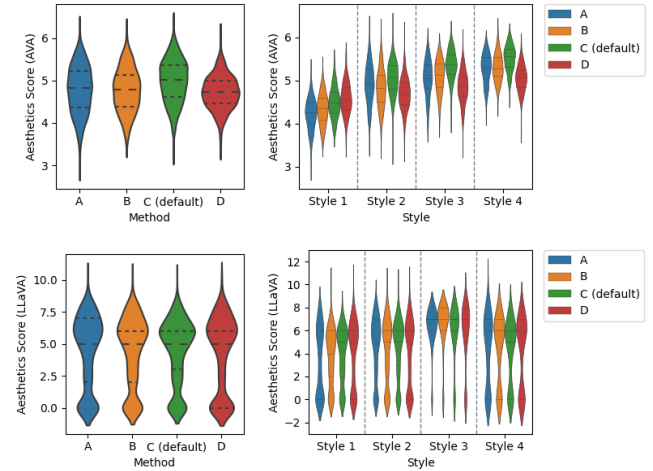 Aesthetics Score (AVA)
6
5
4
3
A B C (default) D
Method
Aesthetics Score (AVA)
6
5
4
3
Style 1 Style 2 Style 3 Style 4
Style
A
B
C (default)
D
Aesthetics Score (LLaVA)
10.0
7.5
5.0
2.5
0.0
A B C (default) D
Method
Aesthetics Score (LLaVA)
12
10
8
6
4
2
0
−2
Style 1 Style 2 Style 3 Style 4
Style
A
B
C (default)
D